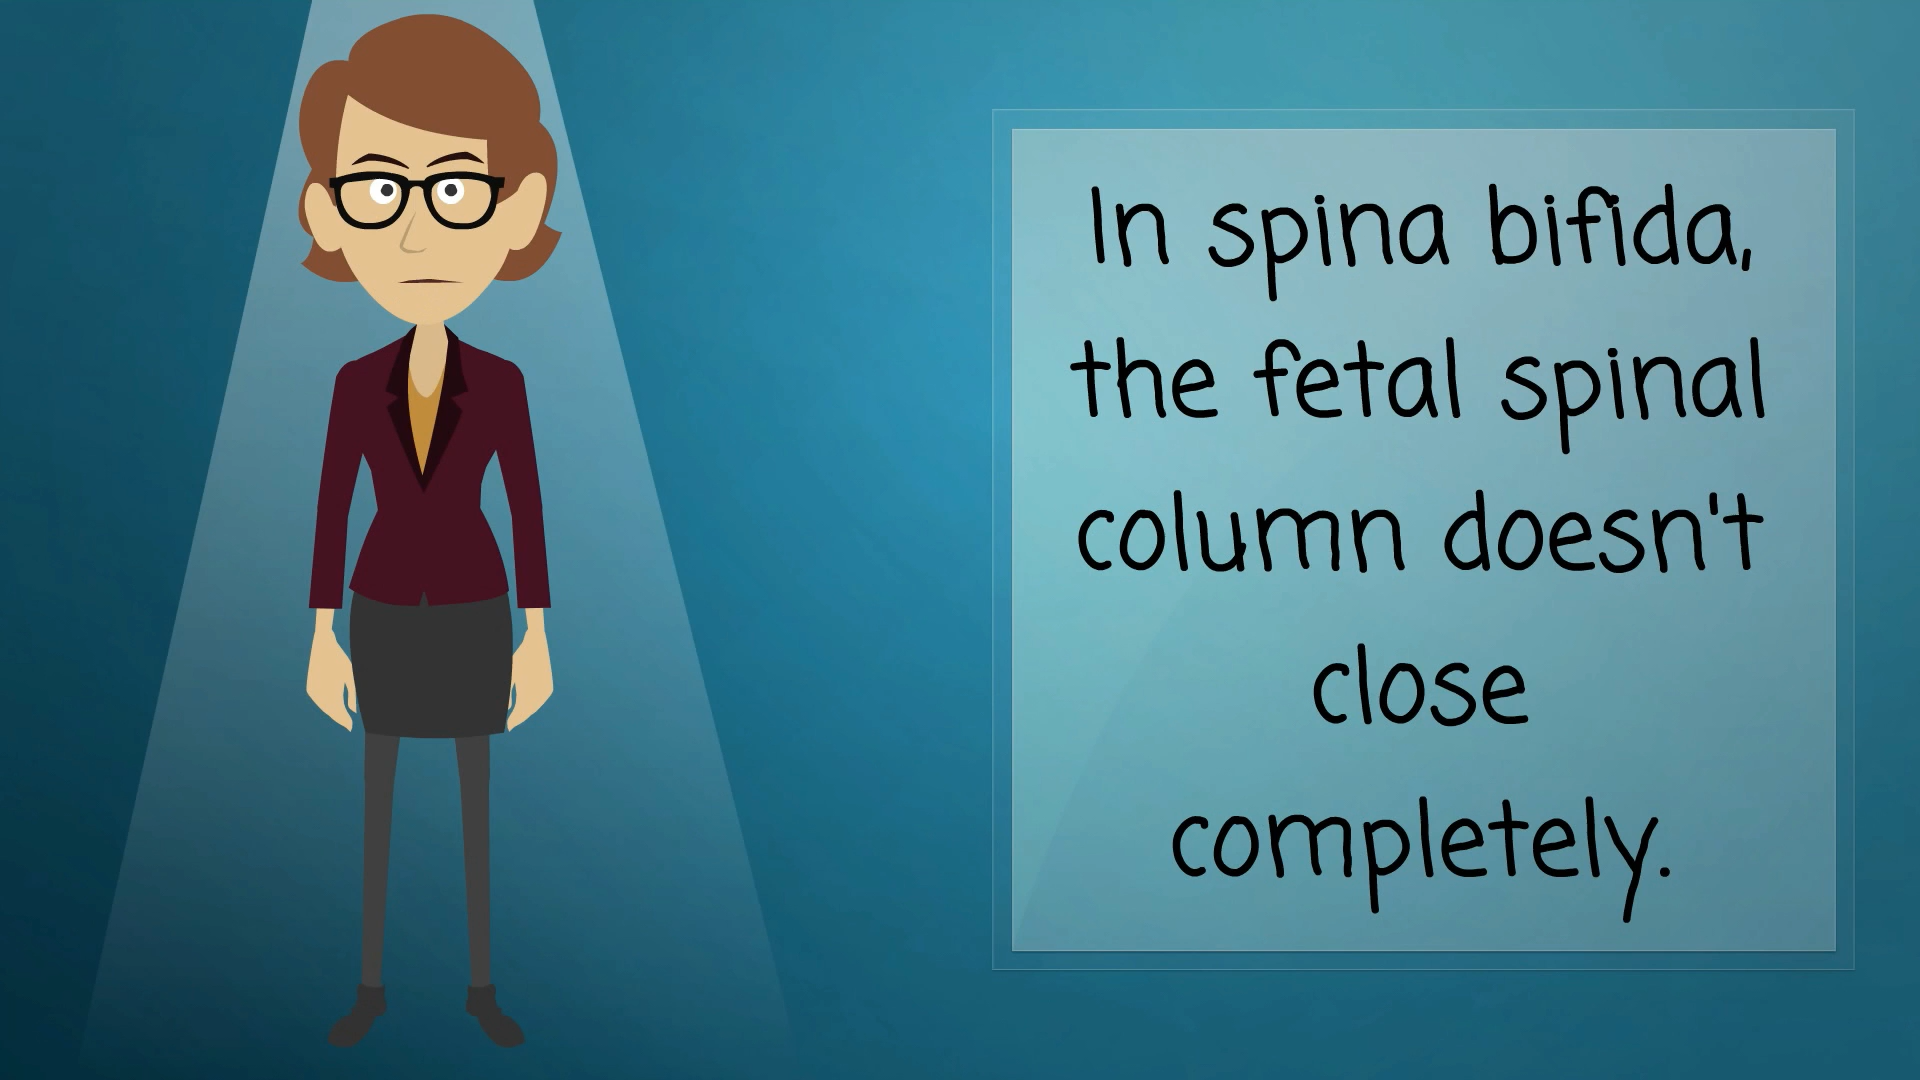 In spina bifida,
the fetal spinal
column doesn't
close
completely.